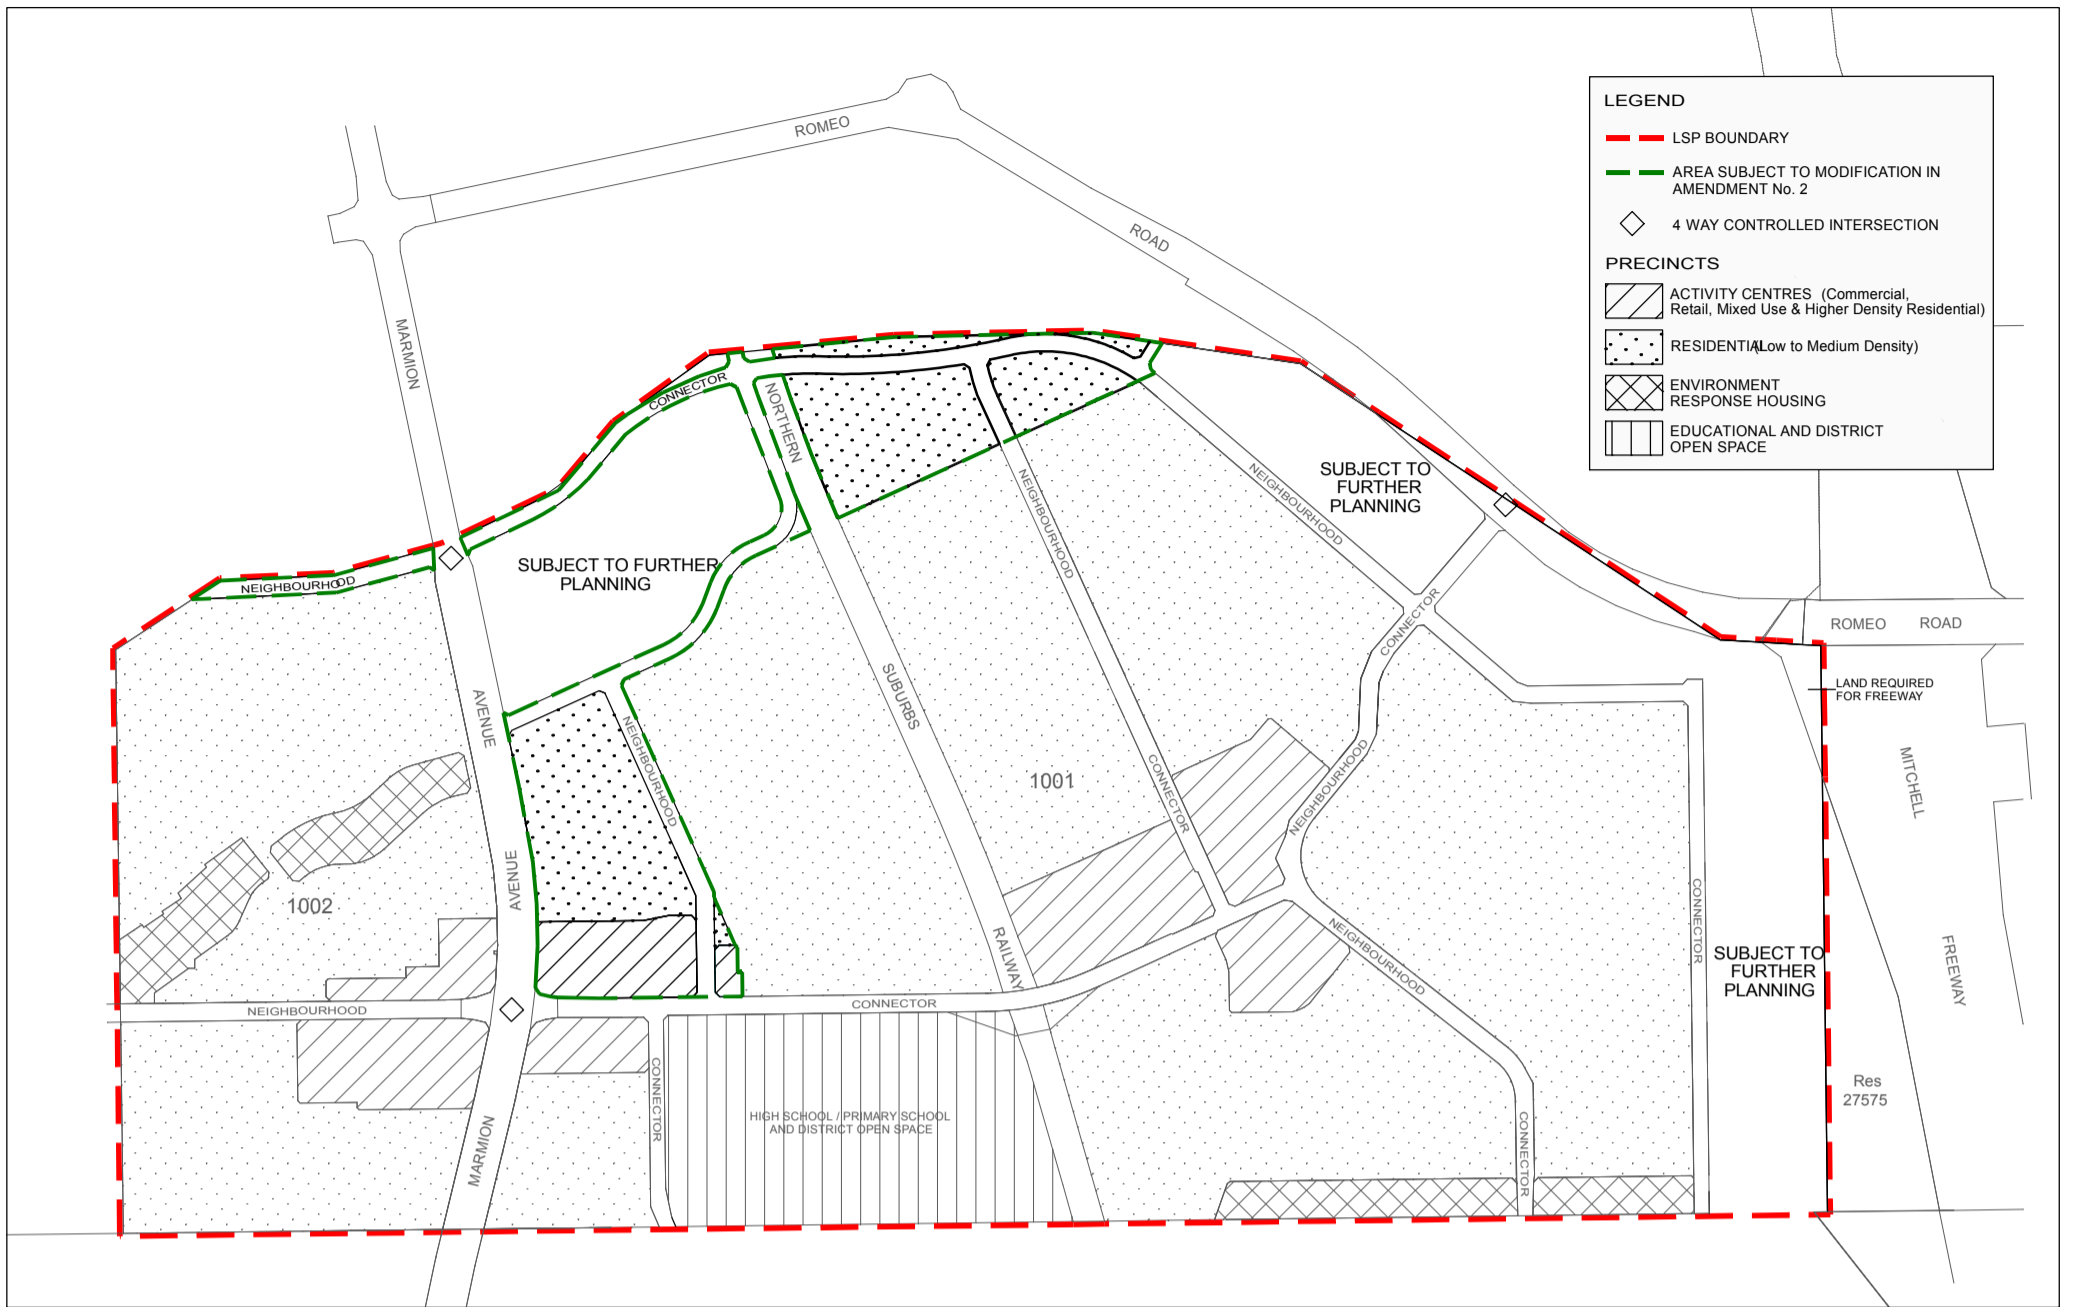 LEGEND
LSP BOUNDARY
AREA SUBJECT TO MODIFICATION IN
AMENDMENT No. 2
4 WAY CONTROLLED INTERSECTION
PRECINCTS
ACTIVITY CENTRES (Commercial,
Retail, Mixed Use & Higher Density Residential)
RESIDENTIAL (Low to Medium Density)
ENVIRONMENT
RESPONSE HOUSING
EDUCATIONAL AND DISTRICT
OPEN SPACE
ROMEO
ROAD
MARMION
CONNECTOR
NORTHERN
NEIGHBOURHOOD
SUBJECT TO FURTHER
PLANNING
NEIGHBOURHOOD
NEIGHBOURHOOD
SUBJECT TO
FURTHER
PLANNING
CONNECTOR
ROMEO ROAD
LAND REQUIRED
FOR FREEWAY
AVENUE
SUBURBS
NEIGHBOURHOOD
1001
CONNECTOR
NEIGHBOURHOOD
MITCHELL
AVENUE
1002
RAILWAY
NEIGHBOURHOOD
CONNECTOR
SUBJECT TO
FURTHER
PLANNING
FREEWAY
NEIGHBOURHOOD
CONNECTOR
CONNECTOR
HIGH SCHOOL / PRIMARY SCHOOL
AND DISTRICT OPEN SPACE
MARMION
CONNECTOR
Res
27575